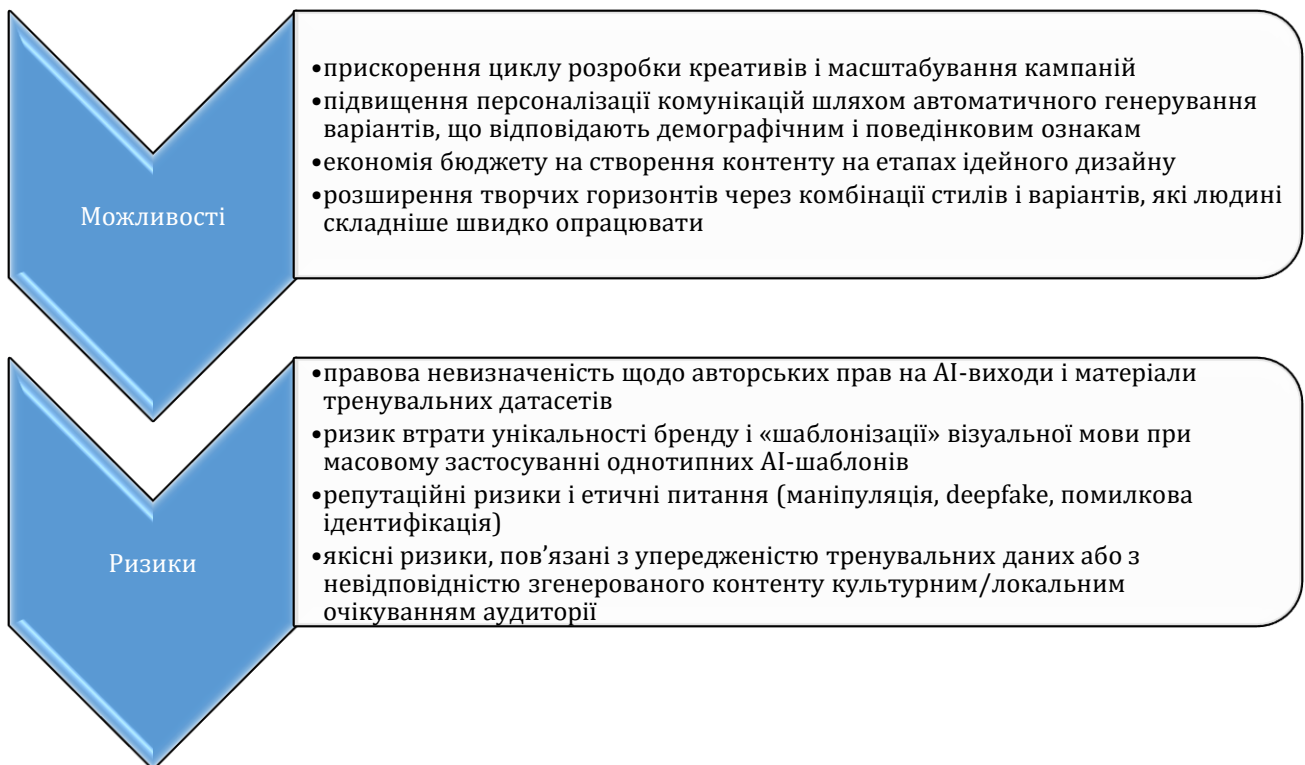 Можливості
•прискорення циклу розробки креативів і масштабування кампаній
•підвищення персоналізації комунікацій шляхом автоматичного генерування
варіантів, що відповідають демографічним і поведінковим ознакам
•економія бюджету на створення контенту на етапах ідейного дизайну
•розширення творчих горизонтів через комбінації стилів і варіантів, які людині
складніше швидко опрацювати
Ризики
•правова невизначеність щодо авторських прав на AI-виходи і матеріали
тренувальних датасетів
•ризик втрати унікальності бренду і «шаблонізації» візуальної мови при
масовому застосуванні однотипних AI-шаблонів
•репутаційні ризики і етичні питання (маніпуляція, deepfake, помилкова
ідентифікація)
•якісні ризики, пов’язані з упередженістю тренувальних даних або з
невідповідністю згенерованого контенту культурним/локальним
очікуванням аудиторії